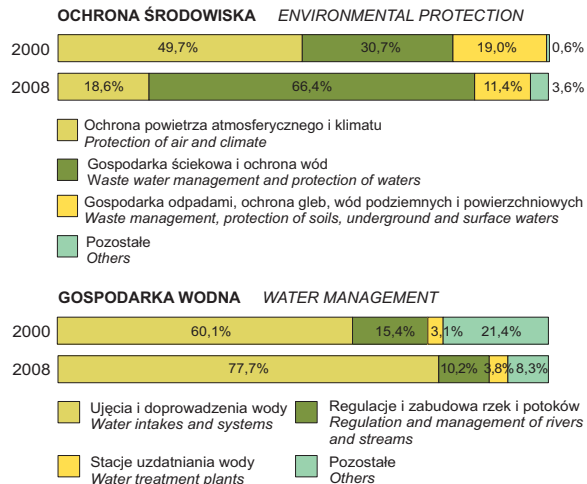 OCHRONA ŚRODOWISKA ENVIRONMENTAL PROTECTION
2000 49,7% 30,7% 19,0% 0,6%
2008 18,6% 66,4% 11,4% 3,6%
Ochrona powietrza atmosferycznego i klimatu
Protection of air and climate
Gospodarka ściekowa i ochrona wód
Waste water management and protection of waters
Gospodarka odpadami, ochrona gleb, wód podziemnych i powierzchniowych
Waste management, protection of soils, underground and surface waters
Pozostałe
Others
GOSPODARKA WODNA WATER MANAGEMENT
2000 60,1% 15,4% 3,1% 21,4%
2008 77,7% 10,2% 3,8% 8,3%
Ujęcia i doprowadzenia wody
Water intakes and systems
Regulacje i zabudowa rzek i potoków
Regulation and management of rivers
and streams
Stacje uzdatniania wody
Water treatment plants
Pozostałe
Others